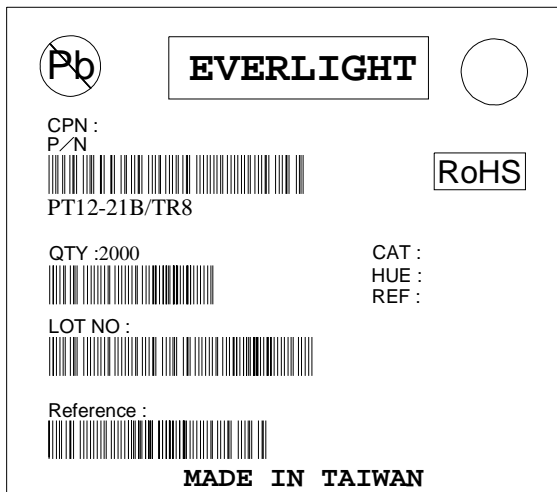 Pb
EVERLIGHT
CPN :
P/N
RoHS
PT12-21B/TR8
QTY :2000
CAT :
HUE :
REF :
LOT NO :
Reference :
MADE IN TAIWAN